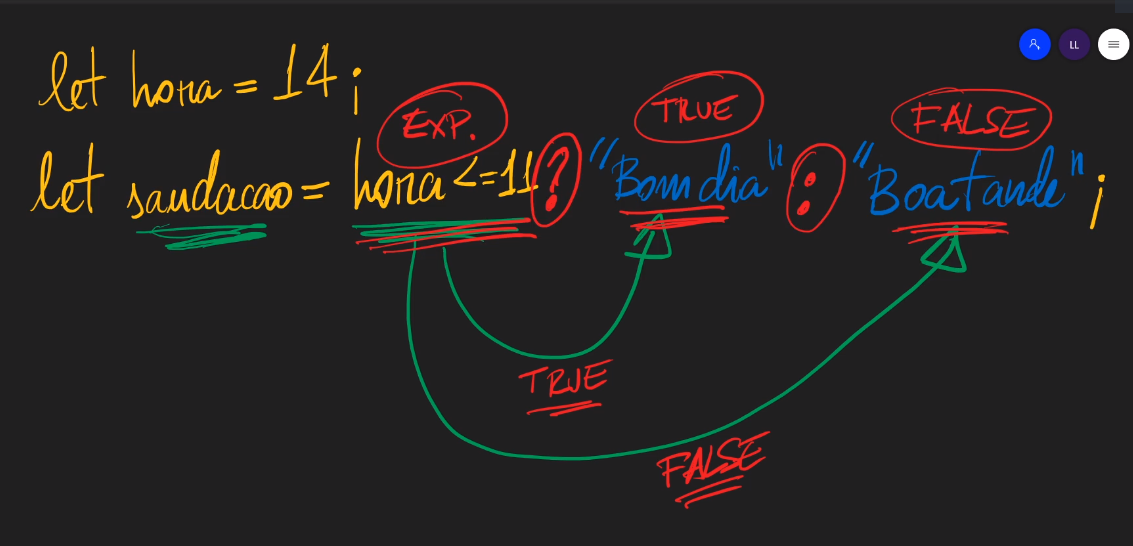 LL
let hora = 14;
EXP. TRUE FALSE
let saudacao = hora <= 11 ? "Bom dia" : "Boa tarde";
TRUE
FALSE